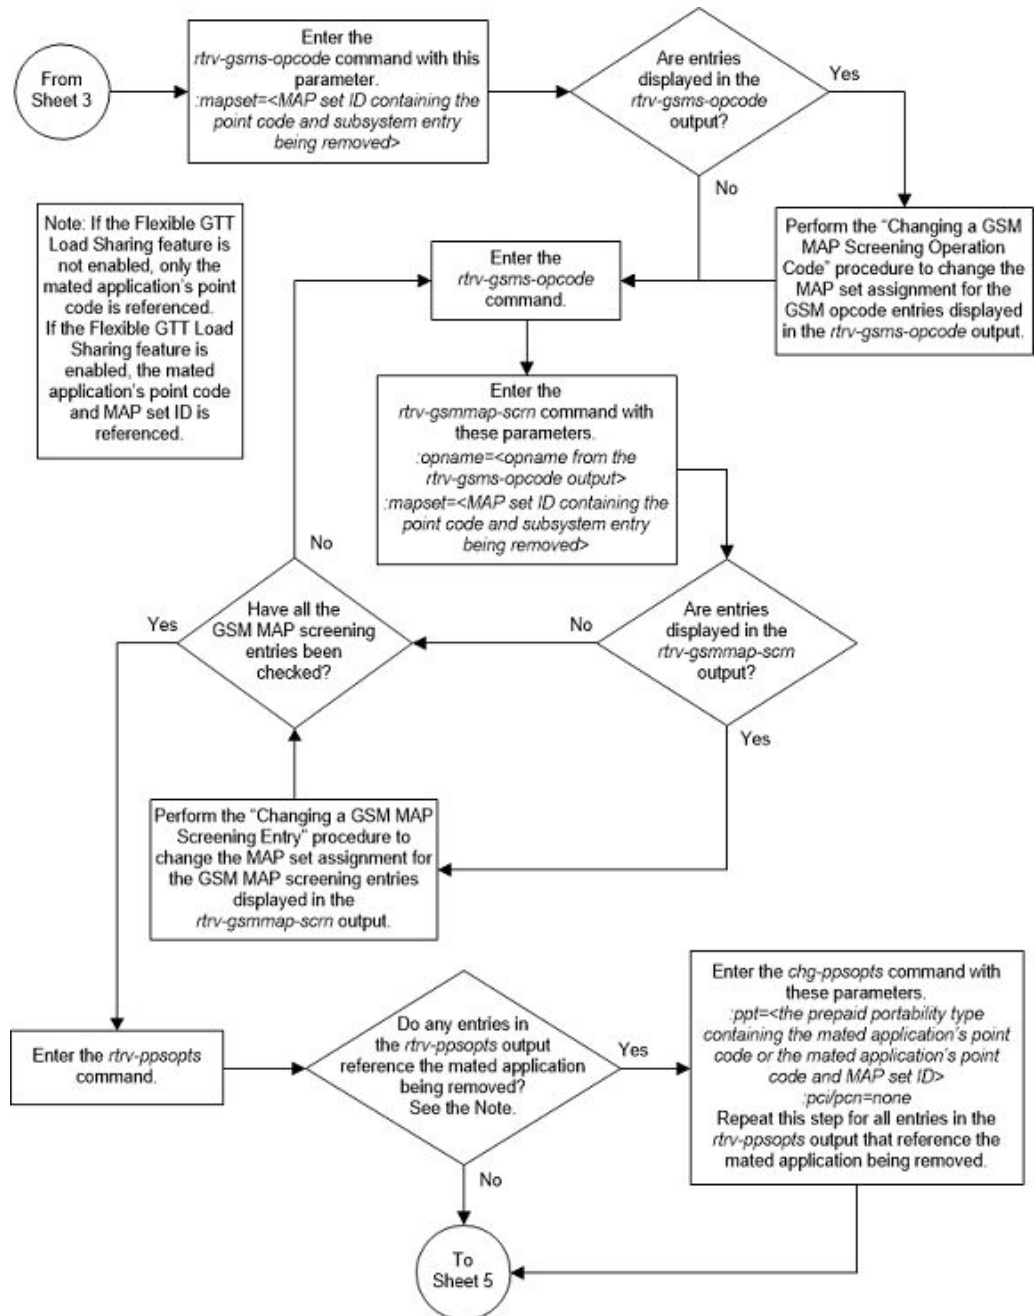 From
Sheet 3
Enter the
rtrv-gsms-opcode command with this
parameter.
:mapset=<MAP set ID containing the
point code and subsystem entry
being removed>
Are entries
displayed in the
rtrv-gsms-opcode
output?
Yes
No
Note: If the Flexible GTT
Load Sharing feature is
not enabled, only the
mated application's point
code is referenced.
If the Flexible GTT Load
Sharing feature is
enabled, the mated
application's point code
and MAP set ID is
referenced.
Enter the
rtrv-gsms-opcode
command.
Perform the “Changing a GSM
MAP Screening Operation
Code” procedure to change the
MAP set assignment for the
GSM opcode entries displayed
in the rtrv-gsms-opcode output.
Enter the
rtrv-gsmmap-scrn command with
these parameters.
:opname=<opname from the
rtrv-gsms-opcode output>
:mapset=<MAP set ID containing the
point code and subsystem entry
being removed>
No
Yes
Have all the
GSM MAP screening
entries been
checked?
No
Are entries
displayed in the
rtrv-gsmmap-scrn
output?
Yes
Perform the “Changing a GSM MAP
Screening Entry” procedure to
change the MAP set assignment for
the GSM MAP screening entries
displayed in the
rtrv-gsmmap-scrn output.
Enter the rtrv-ppsopts
command.
Do any entries in
the rtrv-ppsopts output
reference the mated application
being removed?
See the Note.
Yes
Enter the chg-ppsopts command with
these parameters.
:ppt=<the prepaid portability type
containing the mated application's point
code or the mated application's point
code and MAP set ID>
:pci/pcn=none
Repeat this step for all entries in the
rtrv-ppsopts output that reference the
mated application being removed.
No
To
Sheet 5